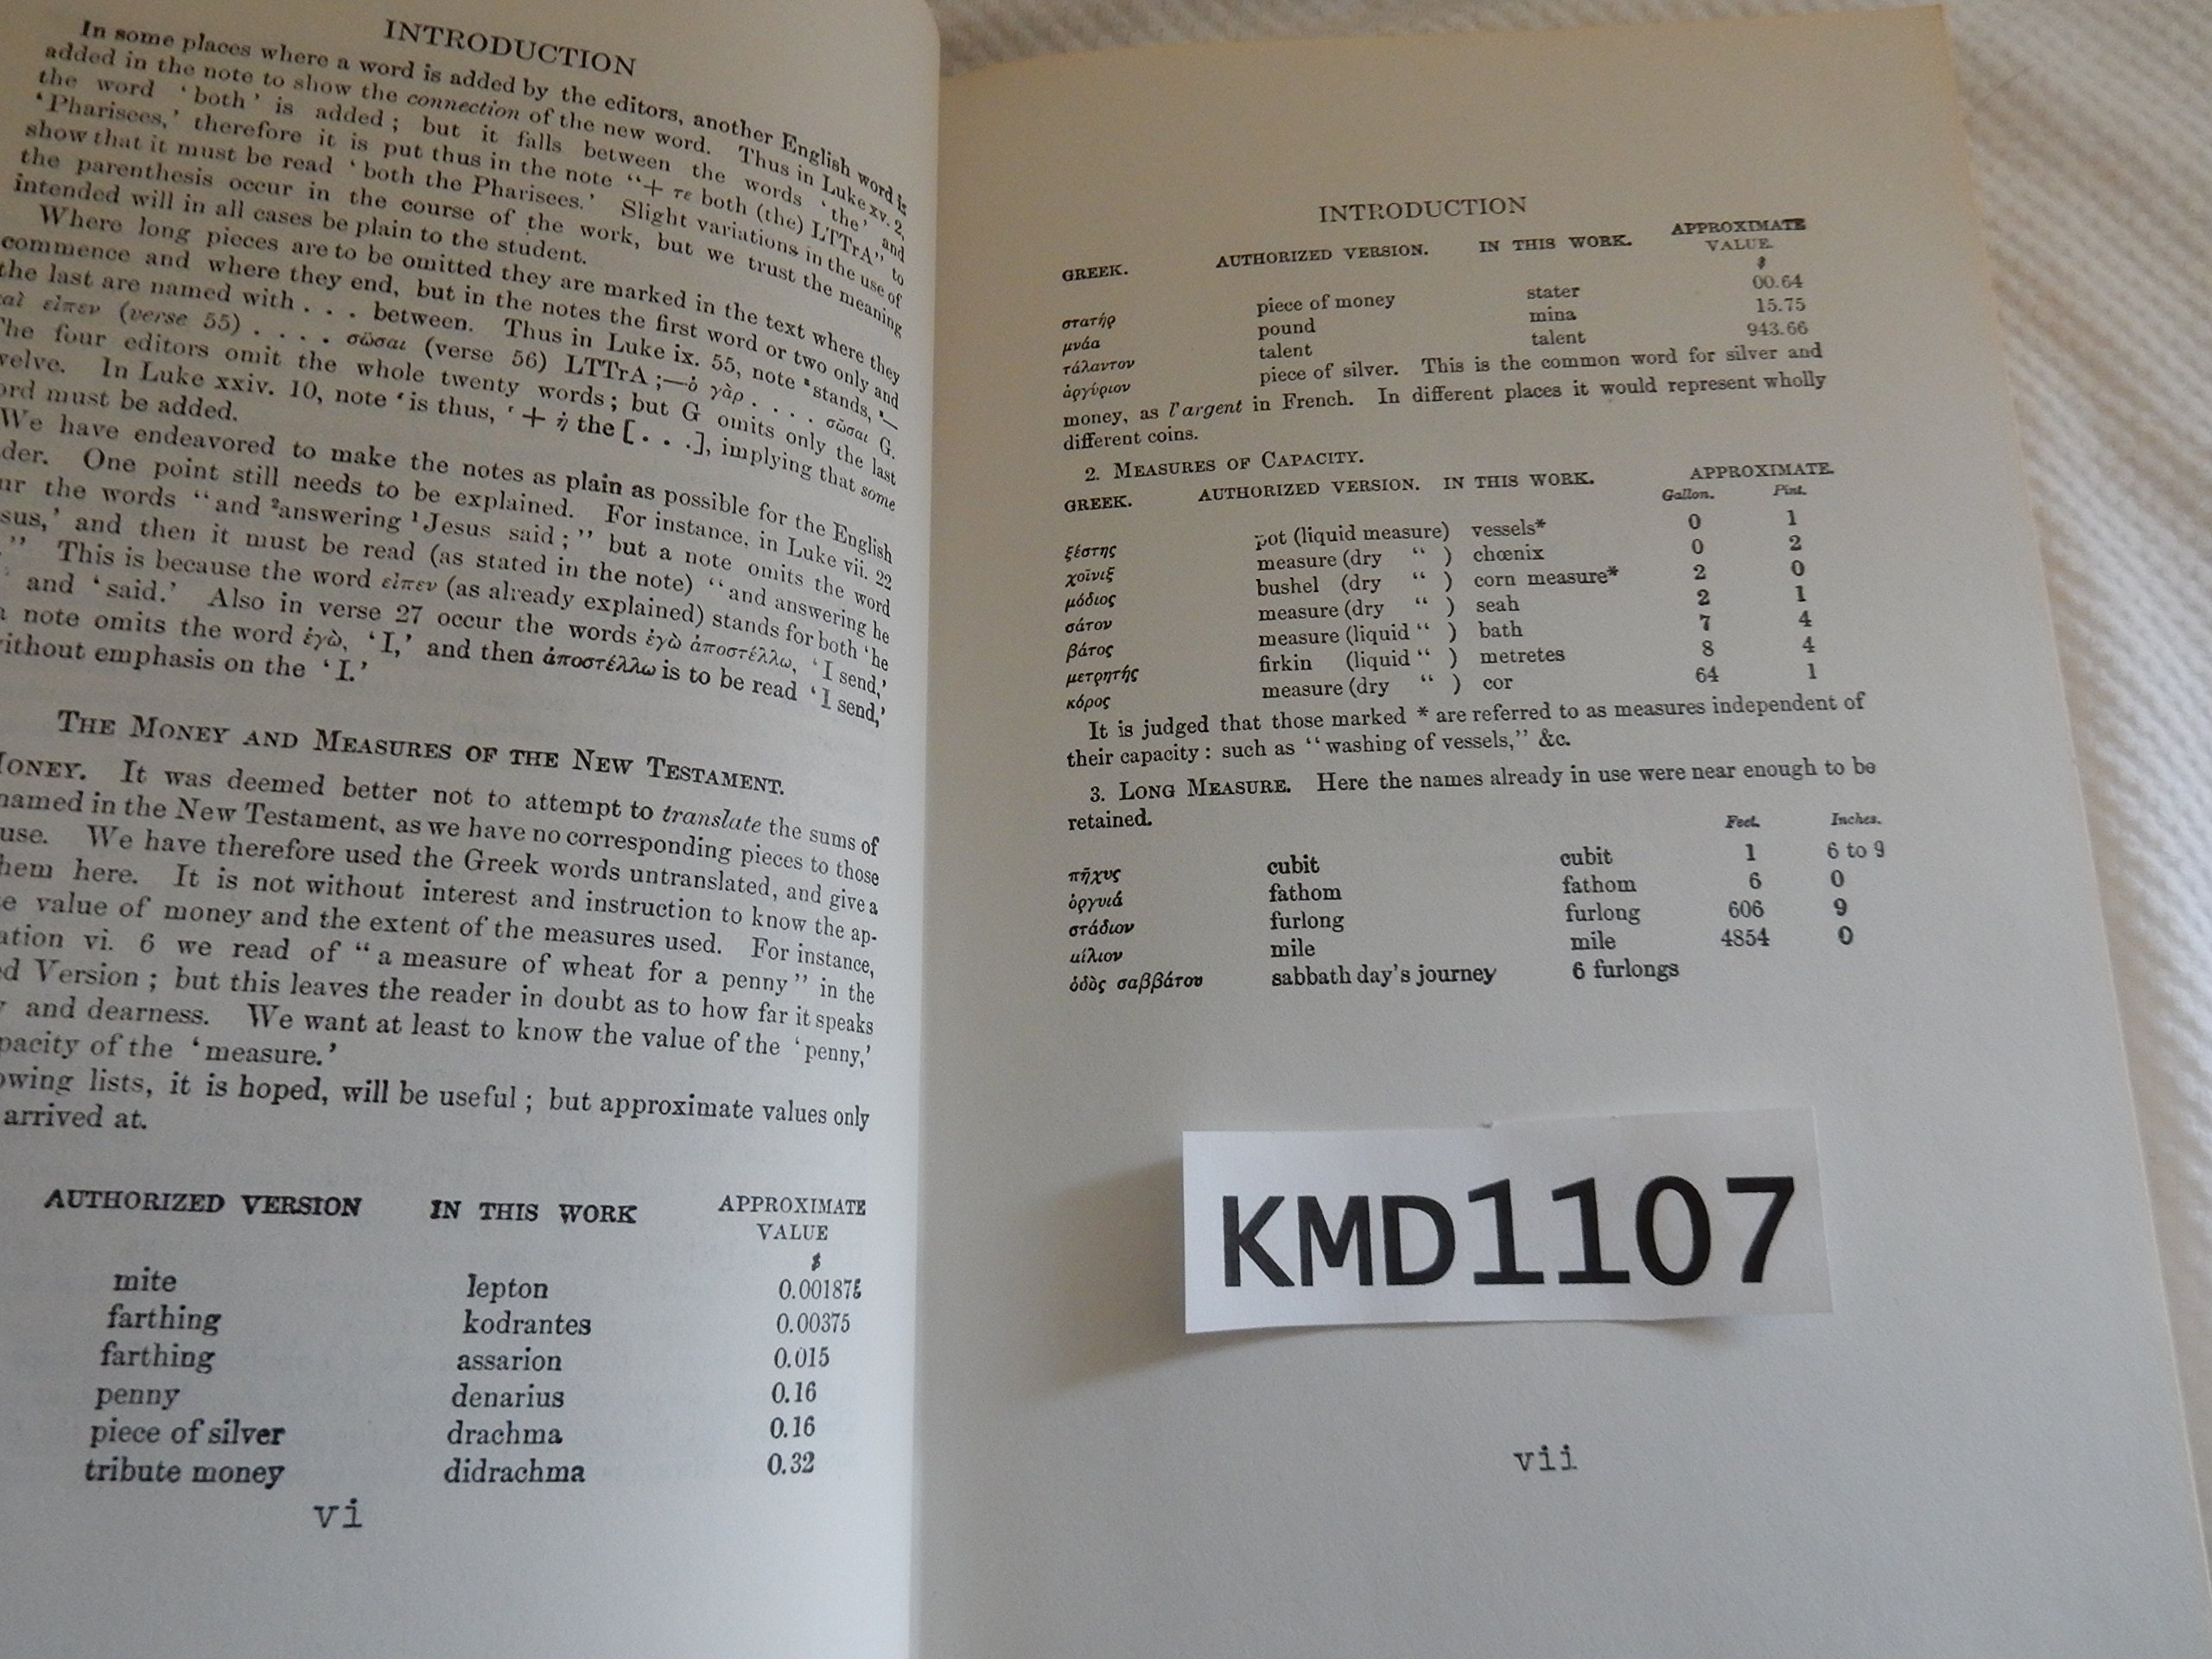 INTRODUCTION
In some places where a word is added by the editors, another English word is
added in the note to show the connection of the new word. Thus in Luke xv. 2,
the word ‘both’ is added; but it falls between the words ‘the’ and
‘Pharisees,’ therefore it is put thus in the note “+ τε both (the) LTTrA” to
show that it must be read ‘both the Pharisees.’ Slight variations in the use of
the parenthesis occur in the course of the work, but we trust the meaning
intended will in all cases be plain to the student.
Where long pieces are to be omitted they are marked in the text where they
commence and where they end, but in the notes the first word or two only and
the last are named with . . . between. Thus in Luke ix. 55, note stands, ‘—
αὶ εἶπεν (verse 55) . . . . σῶσαι (verse 56) LTTrA ;—ὁ γὰρ . . . . σῶσαι G.
he four editors omit the whole twenty words; but G omits only the last
welve. In Luke xxiv. 10, note ‘ is thus, ‘ + ἡ the [. . .], implying that some
ord must be added.
We have endeavored to make the notes as plain as possible for the English
der. One point still needs to be explained. For instance, in Luke vii. 22
ur the words “and ²answering ¹Jesus said;” but a note omits the word
sus,’ and then it must be read (as stated in the note) “and answering he
.” This is because the word εἶπεν (as already explained) stands for both ‘he
and ‘said.’ Also in verse 27 occur the words ἐγὼ ἀποστέλλω, ‘I send,’
a note omits the word ἐγὼ, ‘I,’ and then ἀποστέλλω is to be read ‘I send,’
ithout emphasis on the ‘I.’
THE MONEY AND MEASURES OF THE NEW TESTAMENT.
MONEY. It was deemed better not to attempt to translate the sums of
named in the New Testament, as we have no corresponding pieces to those
use. We have therefore used the Greek words untranslated, and give a
hem here. It is not without interest and instruction to know the ap-
e value of money and the extent of the measures used. For instance,
ation vi. 6 we read of “a measure of wheat for a penny” in the
ed Version; but this leaves the reader in doubt as to how far it speaks
y and dearness. We want at least to know the value of the ‘penny,’
pacity of the ‘measure.’
owing lists, it is hoped, will be useful; but approximate values only
arrived at.
AUTHORIZED VERSION IN THIS WORK APPROXIMATE
VALUE
$
mite lepton 0.001875
farthing kodrantes 0.00375
farthing assarion 0.015
penny denarius 0.16
piece of silver drachma 0.16
tribute money didrachma 0.32
vi
INTRODUCTION
GREEK. AUTHORIZED VERSION. IN THIS WORK. APPROXIMATE
VALUE.
$
στατήρ piece of money stater 00.64
μνάα pound mina 15.75
τάλαντον talent talent 943.66
ἀργύριον piece of silver. This is the common word for silver and
money, as l’argent in French. In different places it would represent wholly
different coins.
2. MEASURES OF CAPACITY.
GREEK. AUTHORIZED VERSION. IN THIS WORK. APPROXIMATE.
Gallon. Pint.
ξέστης pot (liquid measure) vessels* 0 1
χοῖνιξ measure (dry “ ) chœnix 0 2
μόδιος bushel (dry “ ) corn measure* 2 0
σάτον measure (dry “ ) seah 2 1
βάτος measure (liquid “ ) bath 7 4
μετρητής firkin (liquid “ ) metretes 8 4
κόρος measure (dry “ ) cor 64 1
It is judged that those marked * are referred to as measures independent of
their capacity: such as “washing of vessels,” &c.
3. LONG MEASURE. Here the names already in use were near enough to be
retained.
Feet. Inches.
πῆχυς cubit cubit 1 6 to 9
ὀργυιά fathom fathom 6 0
στάδιον furlong furlong 606 9
μίλιον mile mile 4854 0
ὁδὸς σαββάτου sabbath day’s journey 6 furlongs
KMD1107
vii